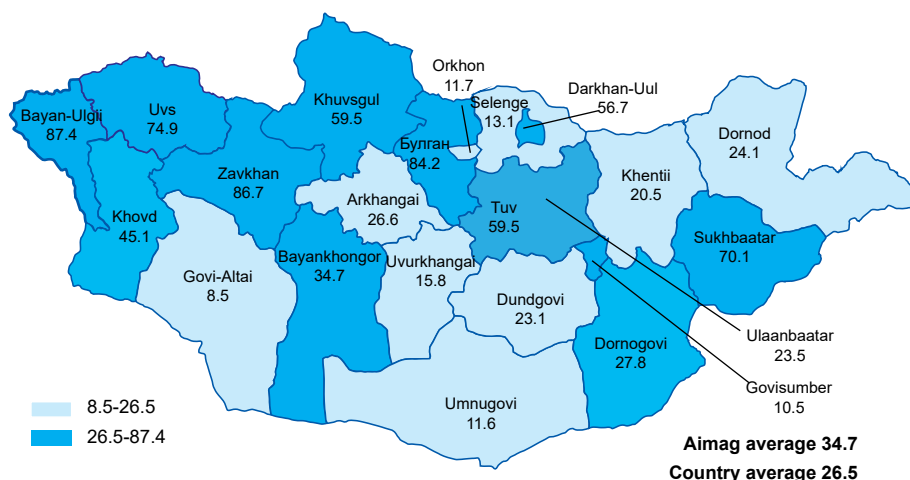 Orkhon
11.7
Darkhan-Uul
56.7
Selenge
13.1
Bayan-Ulgii
87.4
Uvs
74.9
Khuvsgul
59.5
Булган
84.2
Dornod
24.1
Zavkhan
86.7
Arkhangai
26.6
Tuv
59.5
Khentii
20.5
Khovd
45.1
Sukhbaatar
70.1
Govi-Altai
8.5
Bayankhongor
34.7
Uvurkhangai
15.8
Dundgovi
23.1
Dornogovi
27.8
Ulaanbaatar
23.5
Govisumber
10.5
Umnugovi
11.6
8.5-26.5
26.5-87.4
Aimag average 34.7
Country average 26.5